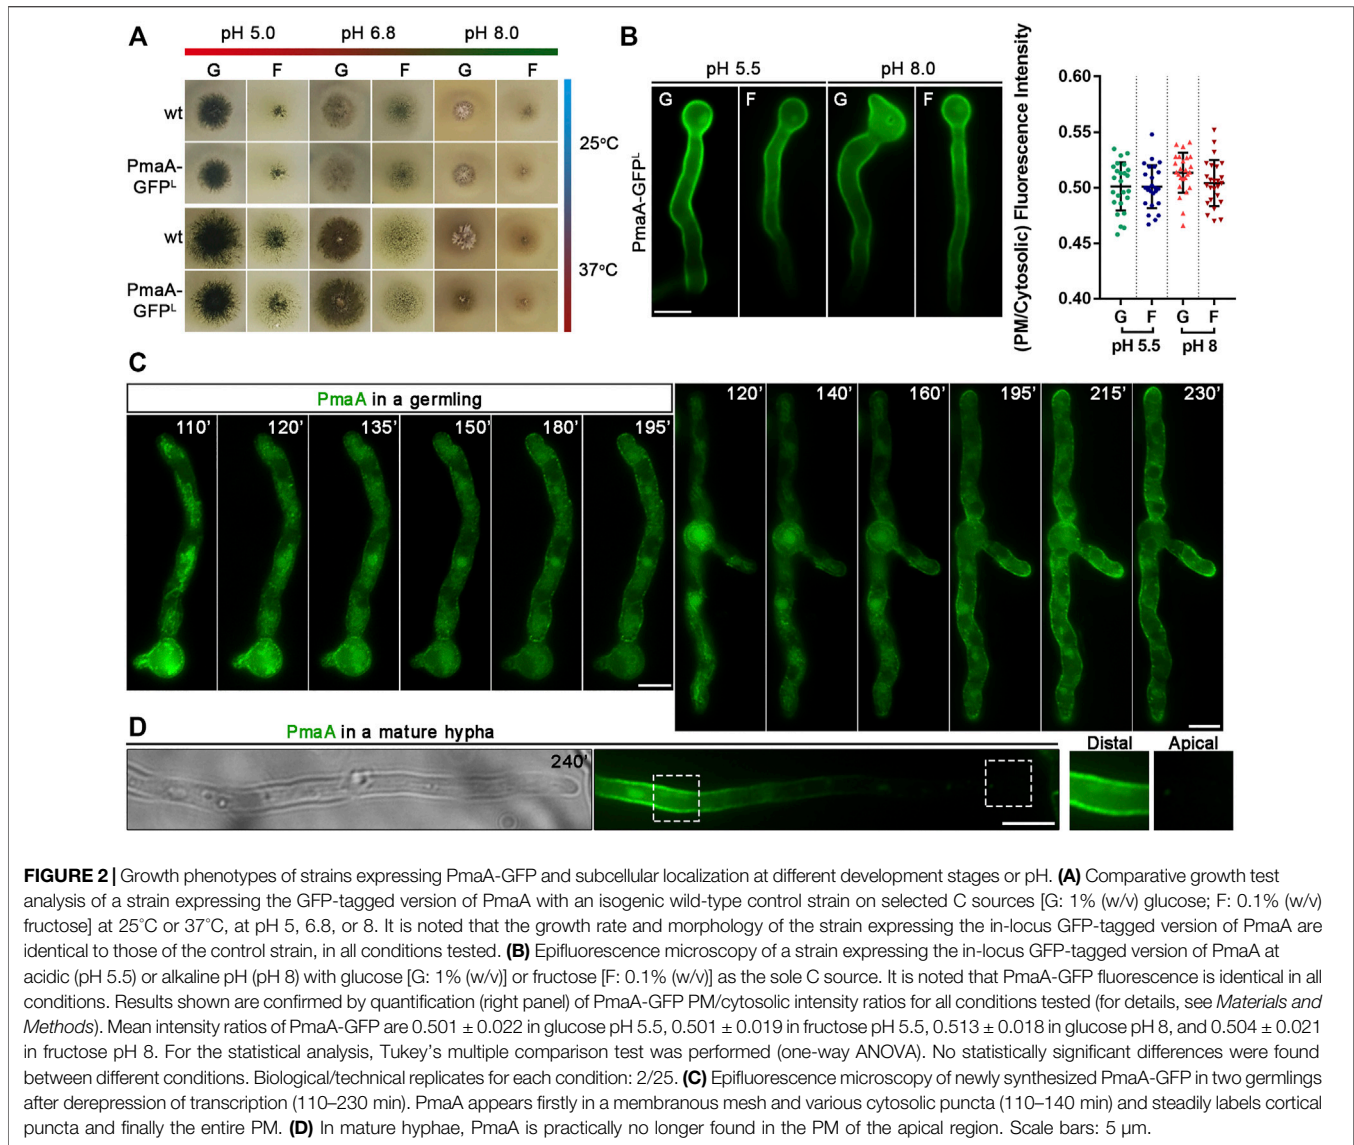 A
pH 5.0 pH 6.8 pH 8.0
G F G F G F
wt
PmaA-
GFPL
25°C
wt
PmaA-
GFPL
37°C
B
pH 5.5 pH 8.0
G F G F
PmaA-GFPL
(PM/Cytosolic) Fluorescence Intensity
0.60
0.55
0.50
0.45
0.40
G F G F
pH 5.5 pH 8
C
PmaA in a germling
110’ 120’ 135’ 150’ 180’ 195’
120’ 140’ 160’ 195’ 215’ 230’
D
PmaA in a mature hypha
240’
Distal Apical
FIGURE 2 | Growth phenotypes of strains expressing PmaA-GFP and subcellular localization at different development stages or pH. (A) Comparative growth test
analysis of a strain expressing the GFP-tagged version of PmaA with an isogenic wild-type control strain on selected C sources [G: 1% (w/v) glucose; F: 0.1% (w/v)
fructose] at 25°C or 37°C, at pH 5, 6.8, or 8. It is noted that the growth rate and morphology of the strain expressing the in-locus GFP-tagged version of PmaA are
identical to those of the control strain, in all conditions tested. (B) Epifluorescence microscopy of a strain expressing the in-locus GFP-tagged version of PmaA at
acidic (pH 5.5) or alkaline pH (pH 8) with glucose [G: 1% (w/v)] or fructose [F: 0.1% (w/v)] as the sole C source. It is noted that PmaA-GFP fluorescence is identical in all
conditions. Results shown are confirmed by quantification (right panel) of PmaA-GFP PM/cytosolic intensity ratios for all conditions tested (for details, see Materials and
Methods). Mean intensity ratios of PmaA-GFP are 0.501 ± 0.022 in glucose pH 5.5, 0.501 ± 0.019 in fructose pH 5.5, 0.513 ± 0.018 in glucose pH 8, and 0.504 ± 0.021
in fructose pH 8. For the statistical analysis, Tukey’s multiple comparison test was performed (one-way ANOVA). No statistically significant differences were found
between different conditions. Biological/technical replicates for each condition: 2/25. (C) Epifluorescence microscopy of newly synthesized PmaA-GFP in two germlings
after derepression of transcription (110–230 min). PmaA appears firstly in a membranous mesh and various cytosolic puncta (110–140 min) and steadily labels cortical
puncta and finally the entire PM. (D) In mature hyphae, PmaA is practically no longer found in the PM of the apical region. Scale bars: 5 μm.